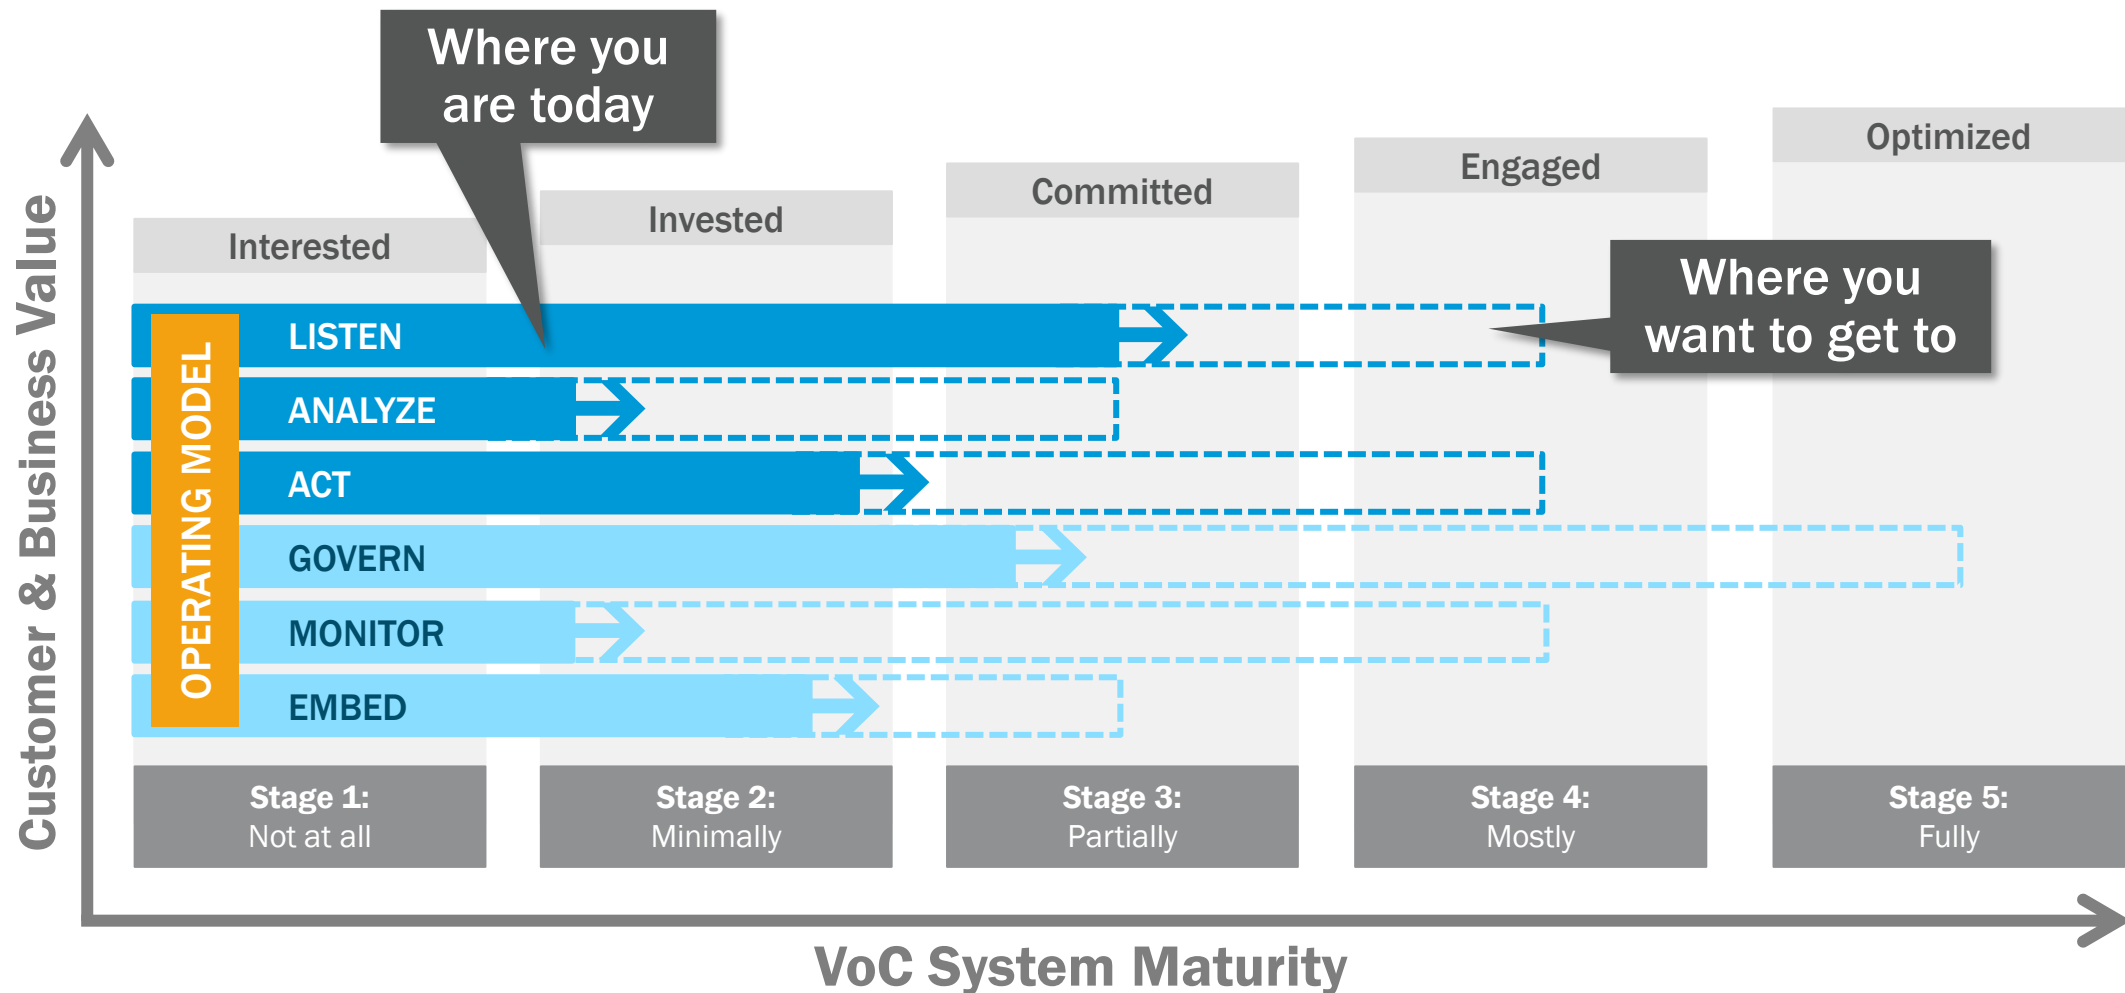 Where you
are today
Interested
Invested
Committed
Engaged
Optimized
Where you
want to get to
Customer & Business Value
OPERATING MODEL
LISTEN
ANALYZE
ACT
GOVERN
MONITOR
EMBED
Stage 1:
Not at all
Stage 2:
Minimally
Stage 3:
Partially
Stage 4:
Mostly
Stage 5:
Fully
VoC System Maturity